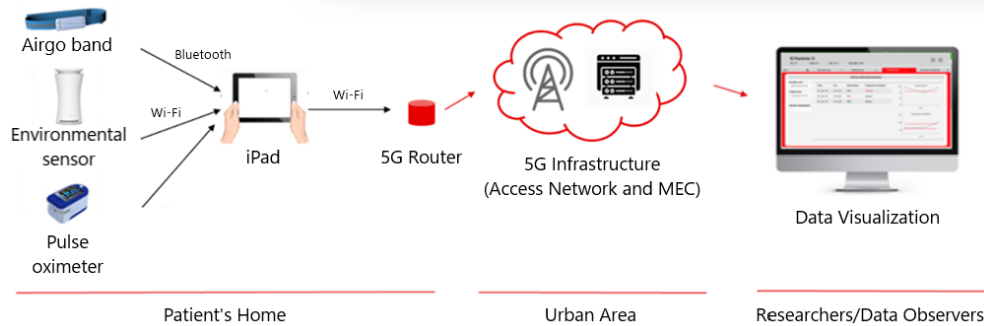 Airgo band
Bluetooth
Environmental
sensor
Wi-Fi
iPad
Wi-Fi
5G Router
Pulse
oximeter
5G Infrastructure
(Access Network and MEC)
Data Visualization
Patient's Home
Urban Area
Researchers/Data Observers